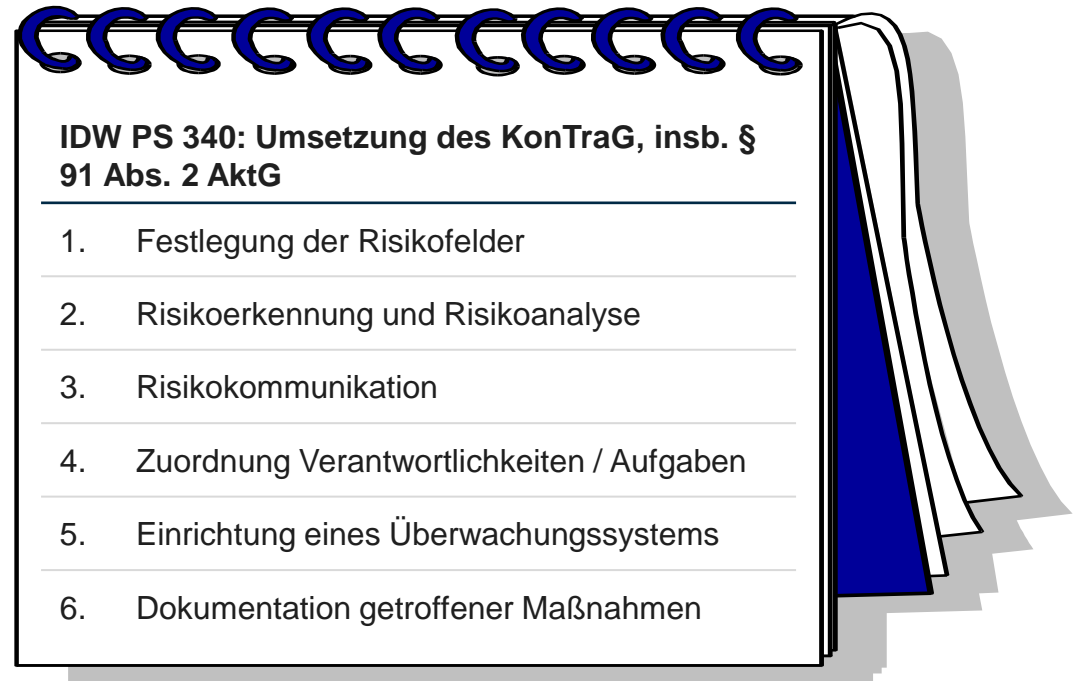 IDW PS 340: Umsetzung des KonTraG, insb. §
91 Abs. 2 AktG
1. Festlegung der Risikofelder
2. Risikoerkennung und Risikoanalyse
3. Risikokommunikation
4. Zuordnung Verantwortlichkeiten / Aufgaben
5. Einrichtung eines Überwachungssystems
6. Dokumentation getroffener Maßnahmen